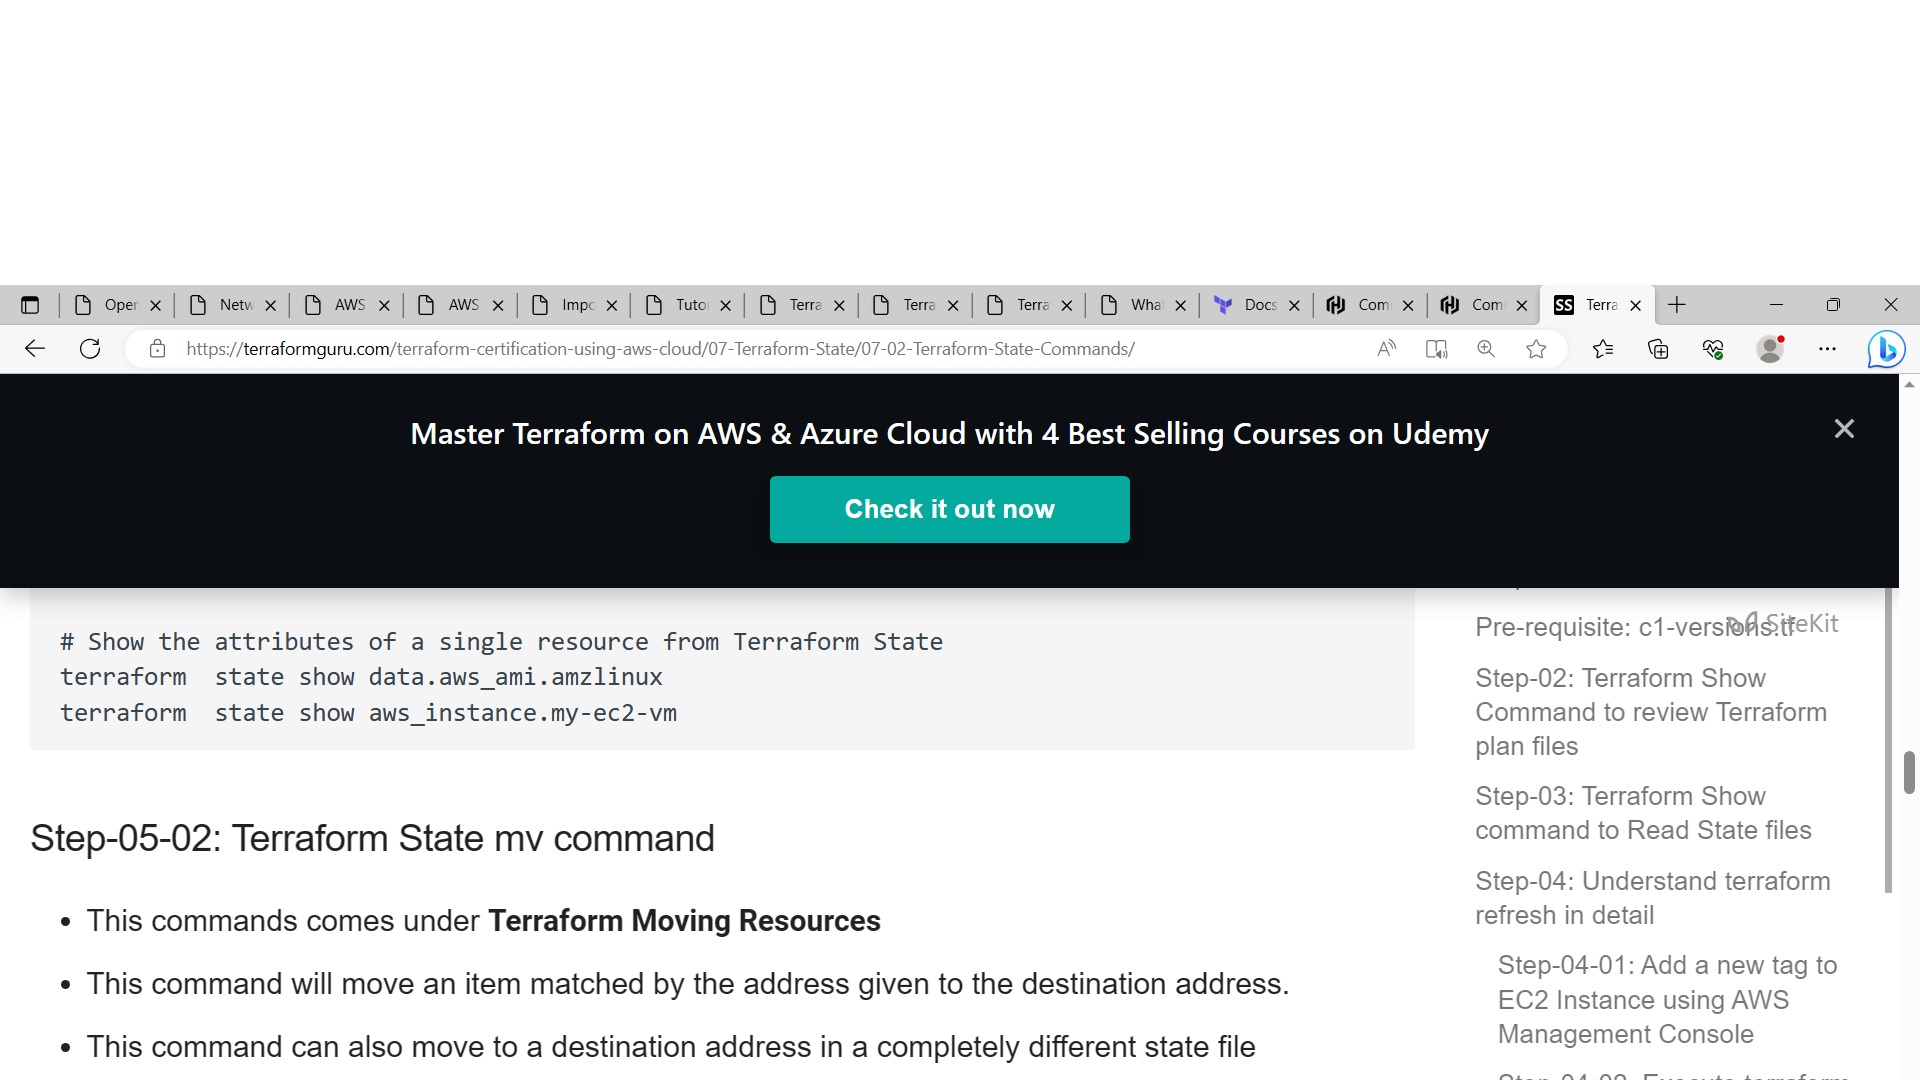 Oper
Netw
AWS
AWS
Impo
Tuto
Terra
Terra
Terra
What
Docs
Com
Com
SS Terra
https://terraformguru.com/terraform-certification-using-aws-cloud/07-Terraform-State/07-02-Terraform-State-Commands/
Master Terraform on AWS & Azure Cloud with 4 Best Selling Courses on Udemy
Check it out now
# Show the attributes of a single resource from Terraform State
terraform  state show data.aws_ami.amzlinux
terraform  state show aws_instance.my-ec2-vm
Step-05-02: Terraform State mv command
• This commands comes under Terraform Moving Resources
• This command will move an item matched by the address given to the destination address.
• This command can also move to a destination address in a completely different state file
SiteKit
Pre-requisite: c1-versions.tf
Step-02: Terraform Show
Command to review Terraform
plan files
Step-03: Terraform Show
command to Read State files
Step-04: Understand terraform
refresh in detail
Step-04-01: Add a new tag to
EC2 Instance using AWS
Management Console
Step-04-02: Execute terraform